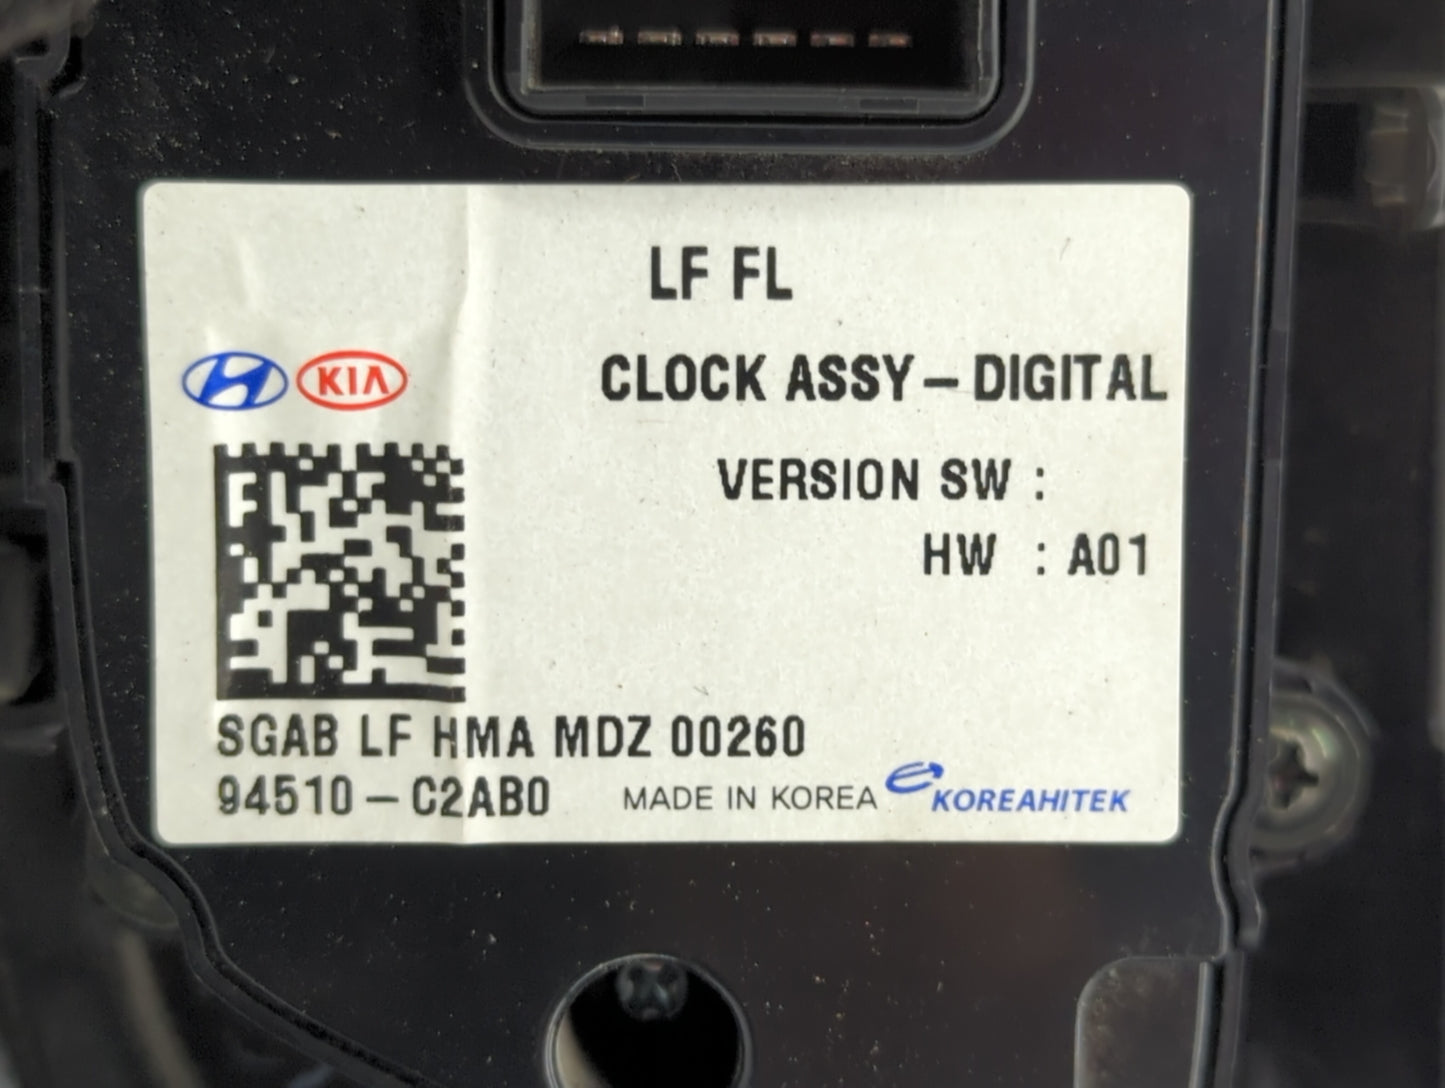 LF FL
KIA
CLOCK ASSY – DIGITAL
VERSION SW :
HW : A01
SGAB LF HMA MDZ 00260
94510 – C2AB0
MADE IN KOREA
KOREAHITEK